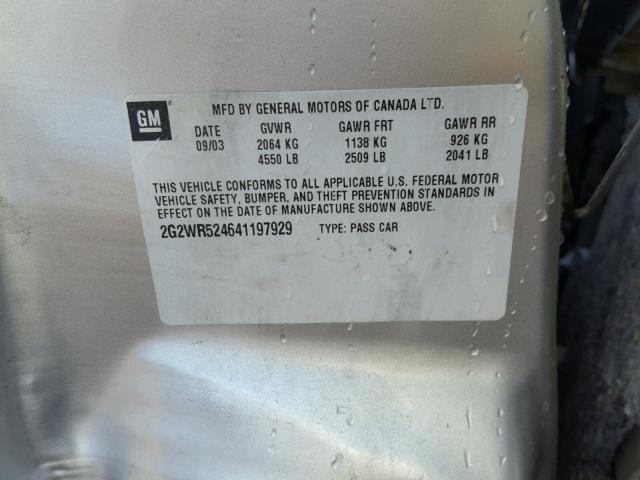 GM
MFD BY GENERAL MOTORS OF CANADA LTD.
DATE GVWR GAWR FRT GAWR RR
09/03 2064 KG 1138 KG 926 KG
4550 LB 2509 LB 2041 LB
THIS VEHICLE CONFORMS TO ALL APPLICABLE U.S. FEDERAL MOTOR
VEHICLE SAFETY, BUMPER, AND THEFT PREVENTION STANDARDS IN
EFFECT ON THE DATE OF MANUFACTURE SHOWN ABOVE.
2G2WR524641197929 TYPE: PASS CAR